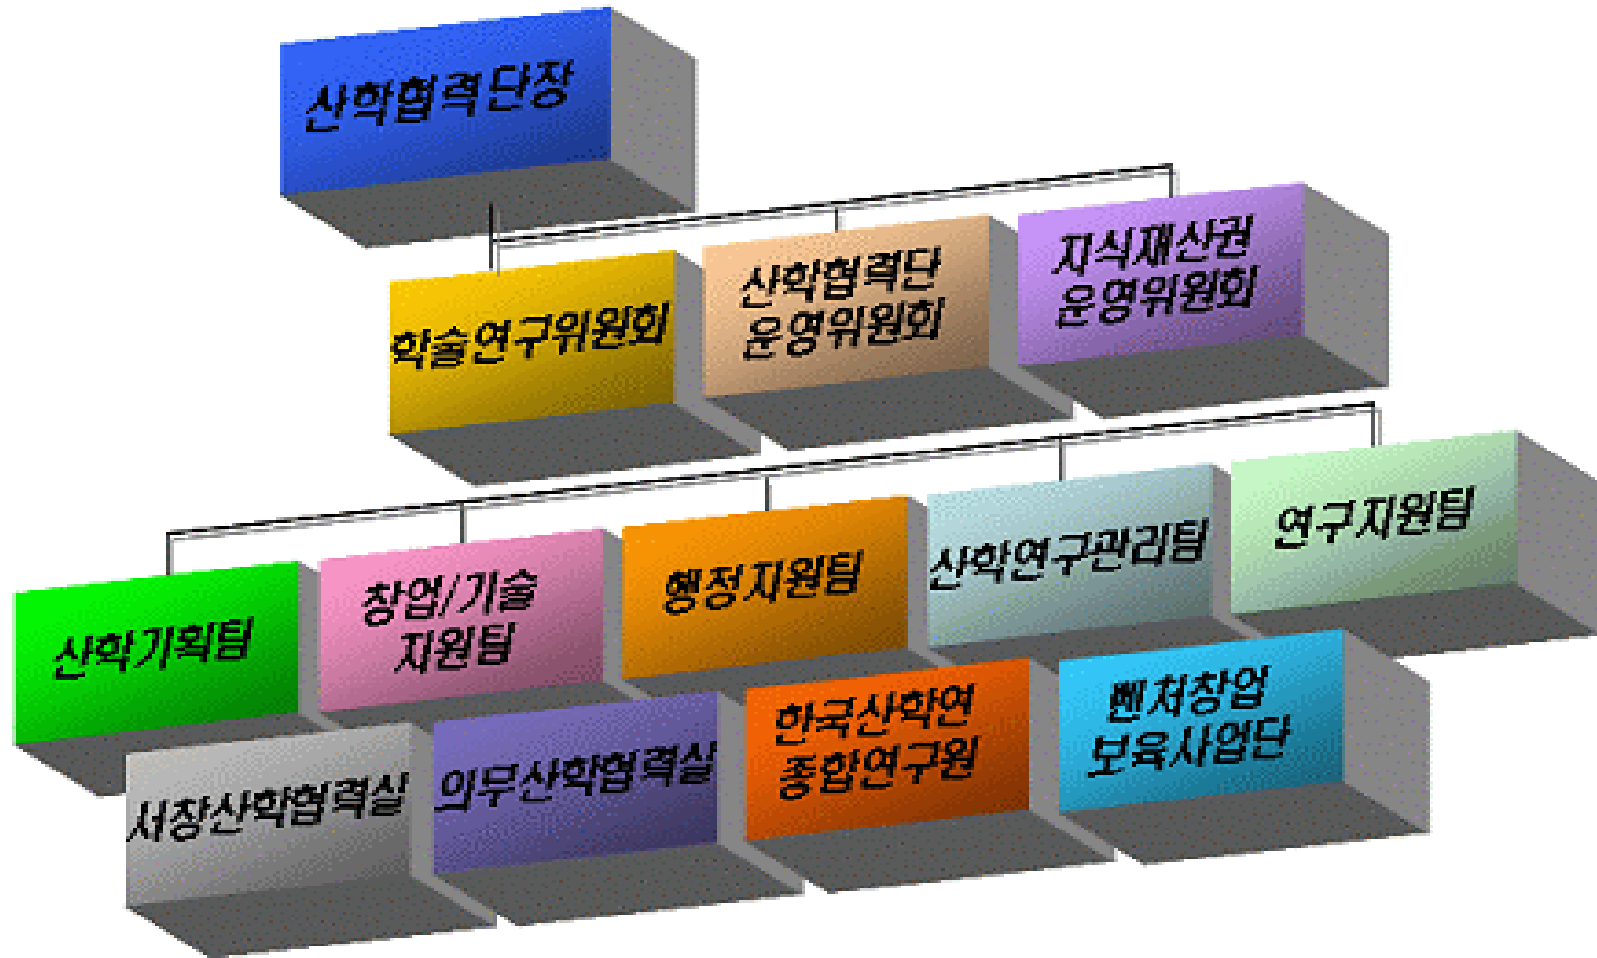 산학협력단장
학술연구위원회
산학협력단
운영위원회
지식재산권
운영위원회
산학기획팀
창업/기술
지원팀
행정지원팀
산학연구관리팀
연구지원팀
서창산학협력실
의무산학협력실
한국산학연
종합연구원
벤처창업
보육사업단